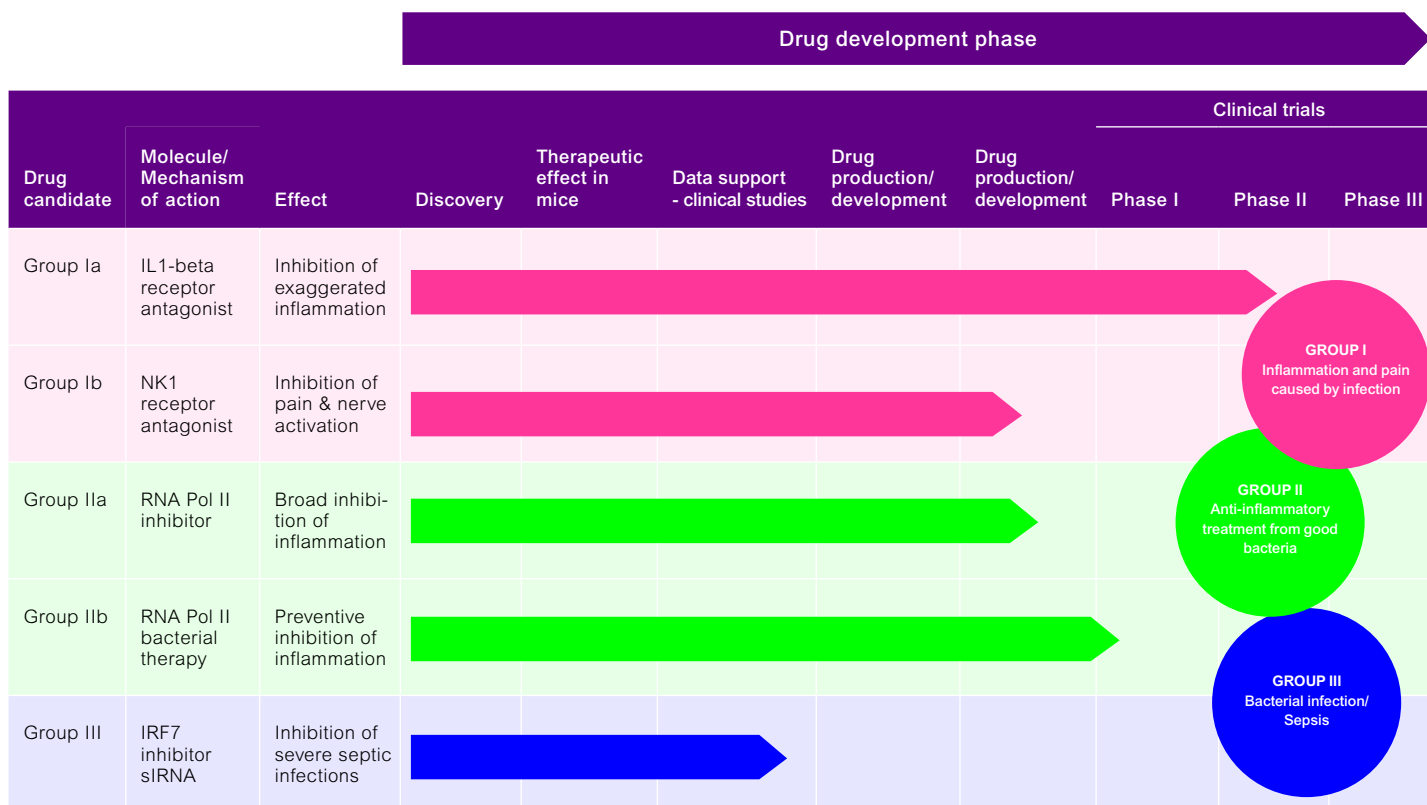 Drug development phase
Clinical trials
Drug
candidate
Molecule/
Mechanism
of action
Effect
Discovery
Therapeutic
effect in
mice
Data support
- clinical studies
Drug
production/
development
Drug
production/
development
Phase I
Phase II
Phase III
Group Ia
IL1-beta
receptor
antagonist
Inhibition of
exaggerated
inflammation
Group Ib
NK1
receptor
antagonist
Inhibition of
pain & nerve
activation
GROUP I
Inflammation and pain
caused by infection
Group IIa
RNA Pol II
inhibitor
Broad inhibi-
tion of
inflammation
GROUP II
Anti-inflammatory
treatment from good
bacteria
Group IIb
RNA Pol II
bacterial
therapy
Preventive
inhibition of
inflammation
Group III
IRF7
inhibitor
sIRNA
Inhibition of
severe septic
infections
GROUP III
Bacterial infection/
Sepsis